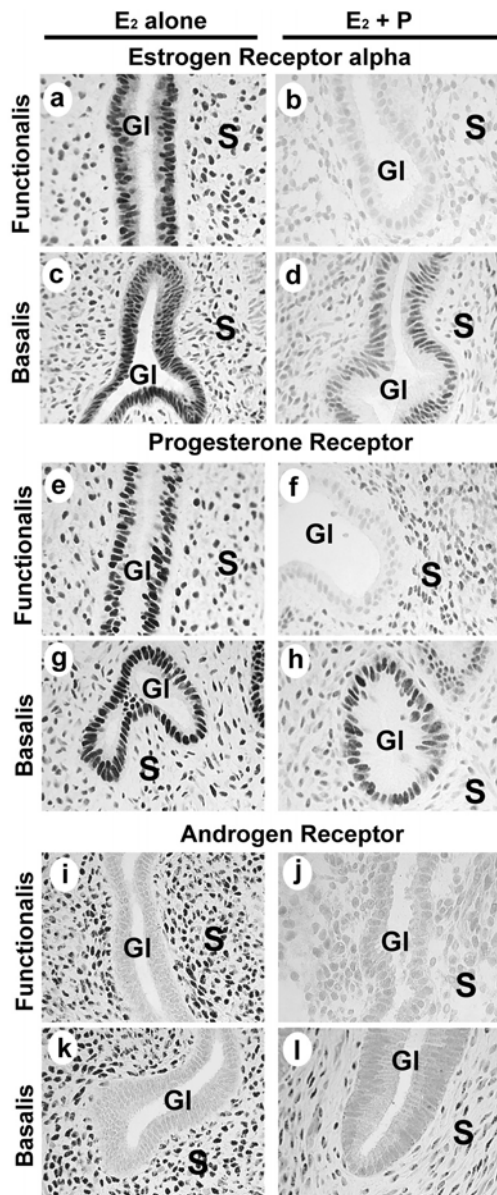 E₂ alone E₂ + P
Estrogen Receptor alpha
Functionalis
a Gl S
b Gl S
Basalis
c Gl S
d Gl S
Progesterone Receptor
Functionalis
e Gl S
f Gl S
Basalis
g Gl S
h Gl S
Androgen Receptor
Functionalis
i Gl S
j Gl S
Basalis
k Gl S
l Gl S